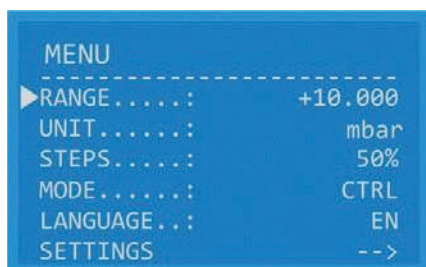 MENU
RANGE.....: +10.000
UNIT......: mbar
STEPS.....: 50%
MODE......: CTRL
LANGUAGE..: EN
SETTINGS -->